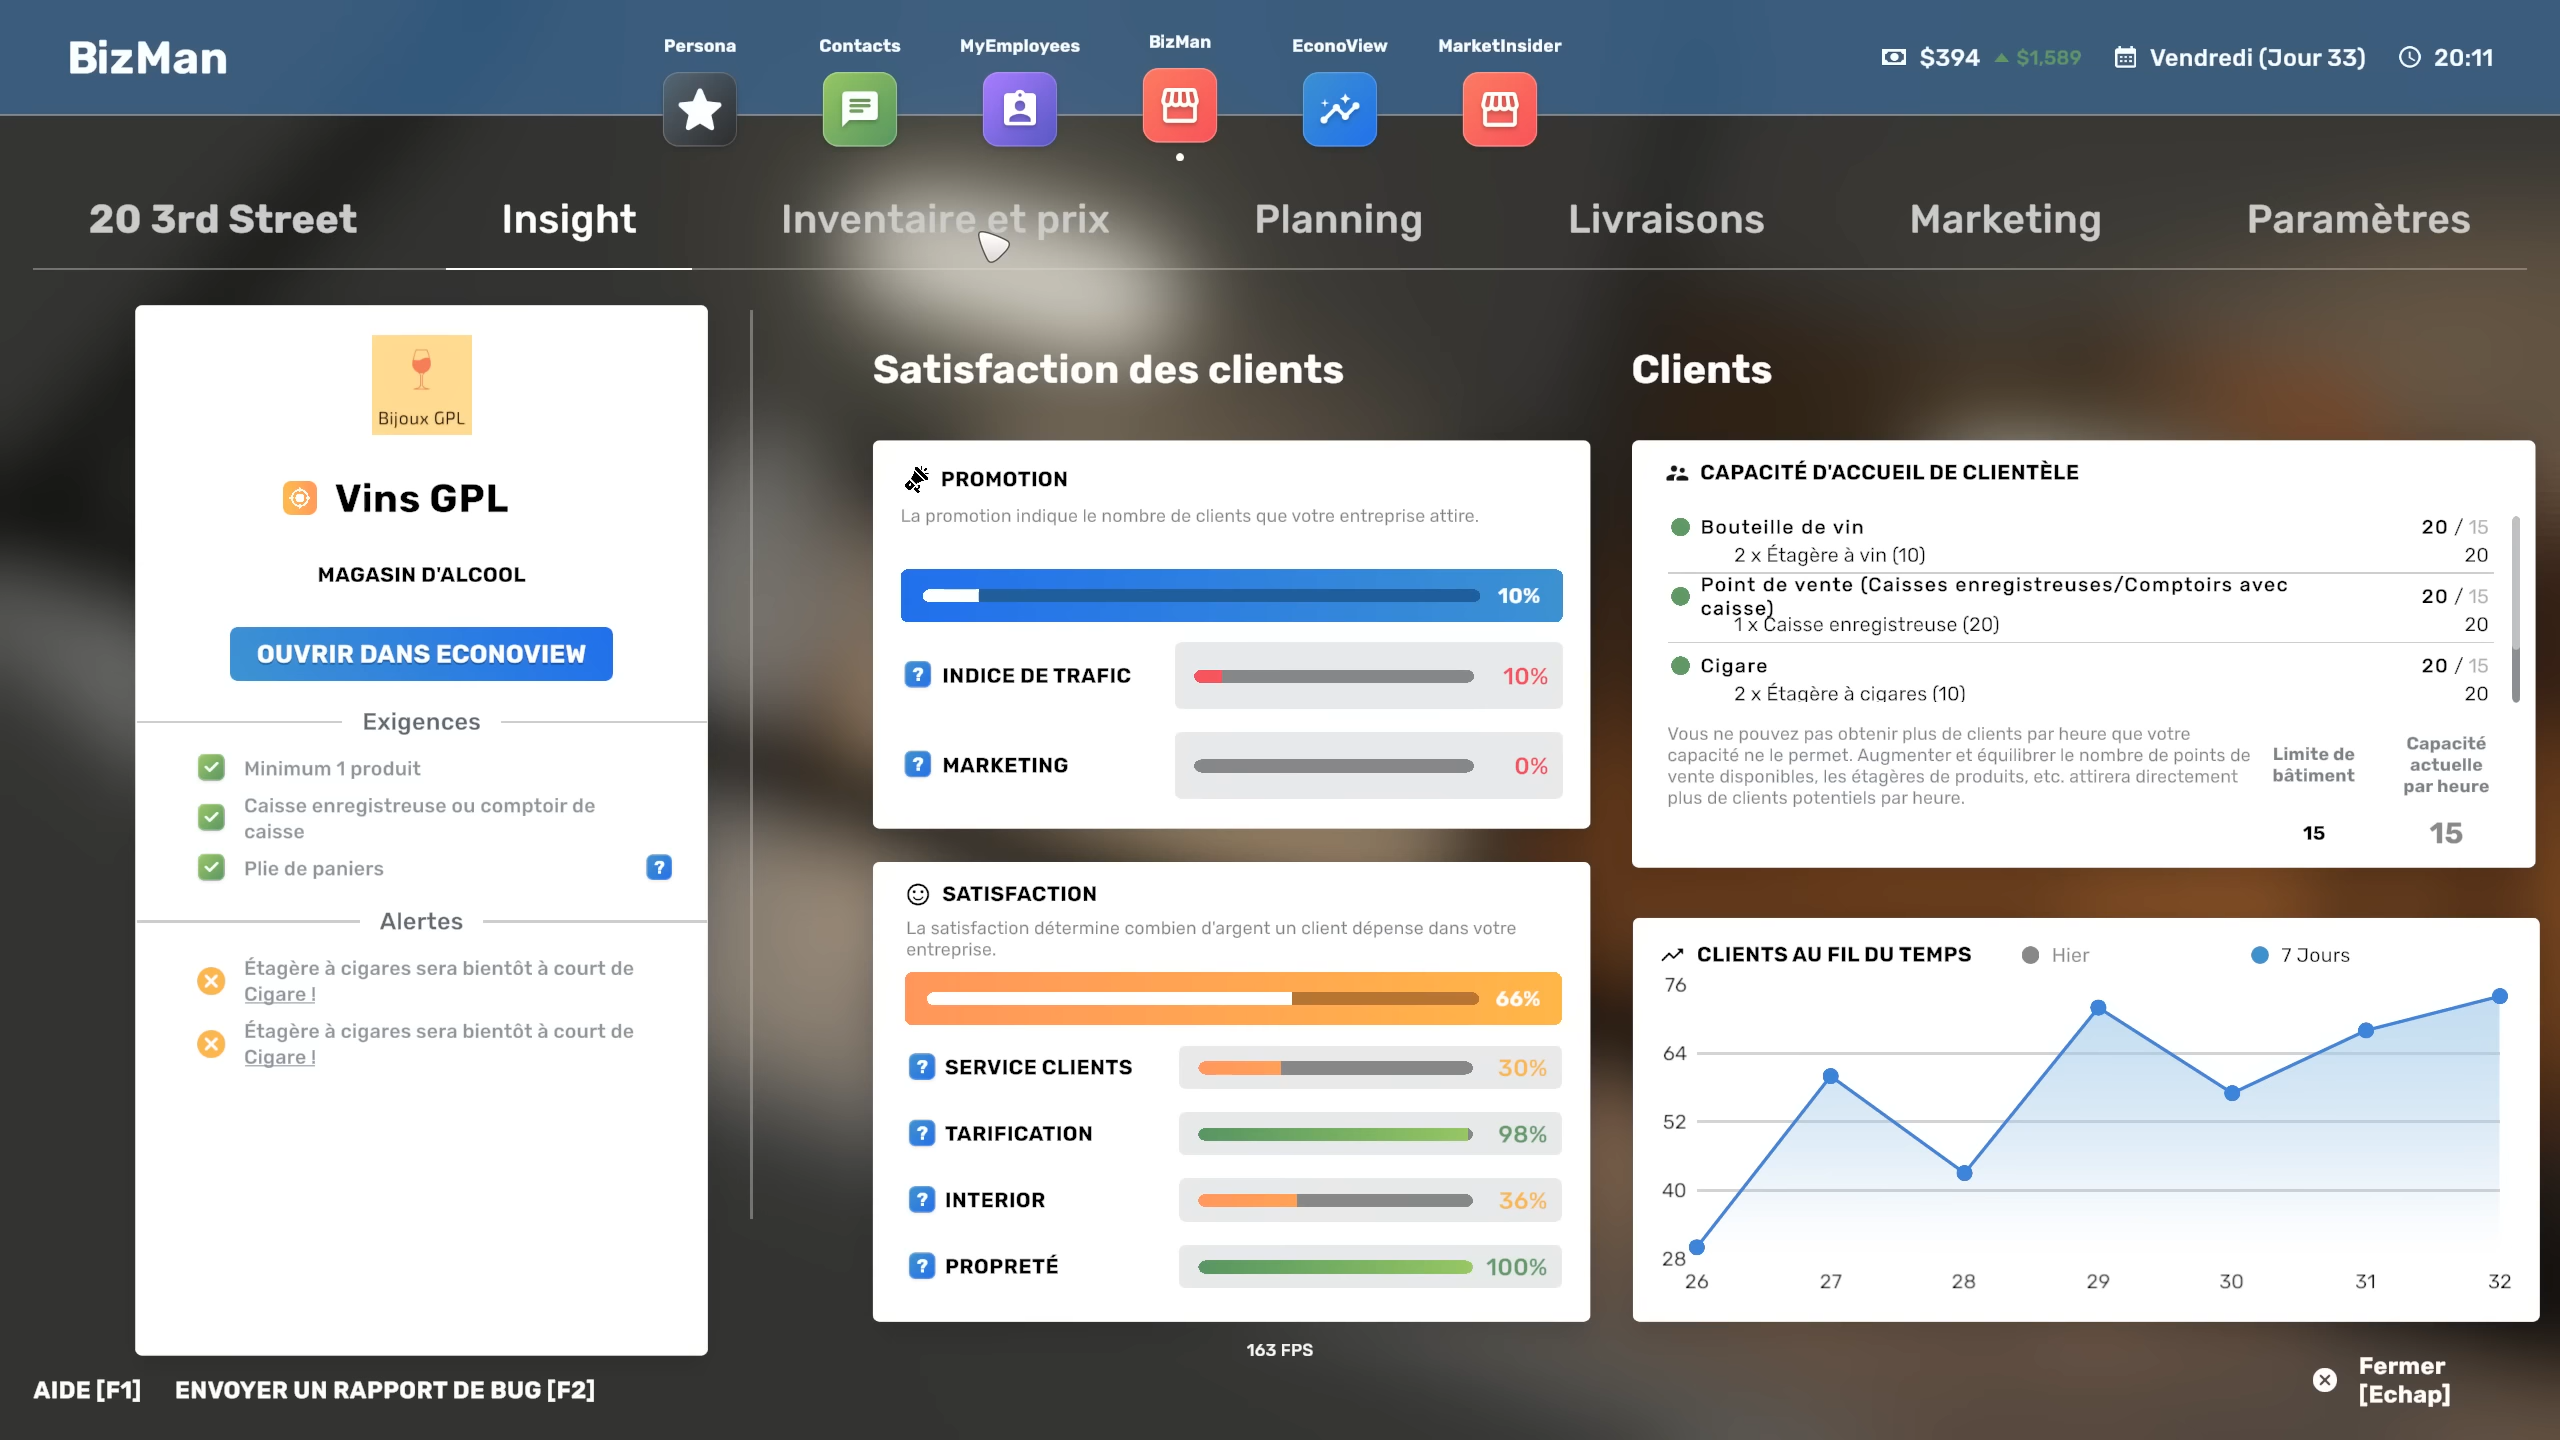 BizMan
Persona
Contacts
MyEmployees
BizMan
EconoView
MarketInsider
$394 $1,589 Vendredi (Jour 33) 20:11
20 3rd Street
Insight
Inventaire et prix
Planning
Livraisons
Marketing
Paramètres
Bijoux GPL
Vins GPL
MAGASIN D'ALCOOL
OUVRIR DANS ECONOVIEW
Exigences
Minimum 1 produit
Caisse enregistreuse ou comptoir de
caisse
Plie de paniers ?
Alertes
Étagère à cigares sera bientôt à court de
Cigare !
Étagère à cigares sera bientôt à court de
Cigare !
Satisfaction des clients
PROMOTION
La promotion indique le nombre de clients que votre entreprise attire.
10%
? INDICE DE TRAFIC 10%
? MARKETING 0%
SATISFACTION
La satisfaction détermine combien d'argent un client dépense dans votre
entreprise.
66%
? SERVICE CLIENTS 30%
? TARIFICATION 98%
? INTERIOR 36%
? PROPRETÉ 100%
Clients
CAPACITÉ D'ACCUEIL DE CLIENTÈLE
Bouteille de vin 20 / 15
2 x Étagère à vin (10) 20
Point de vente (Caisses enregistreuses/Comptoirs avec
caisse) 20 / 15
1 x Caisse enregistreuse (20) 20
Cigare 20 / 15
2 x Étagère à cigares (10) 20
Vous ne pouvez pas obtenir plus de clients par heure que votre
capacité ne le permet. Augmenter et équilibrer le nombre de points de
vente disponibles, les étagères de produits, etc. attirera directement
plus de clients potentiels par heure.
Limite de
bâtiment
15
Capacité
actuelle
par heure
15
CLIENTS AU FIL DU TEMPS Hier 7 Jours
76
64
52
40
28
26 27 28 29 30 31 32
163 FPS
AIDE [F1] ENVOYER UN RAPPORT DE BUG [F2]
Fermer
[Echap]